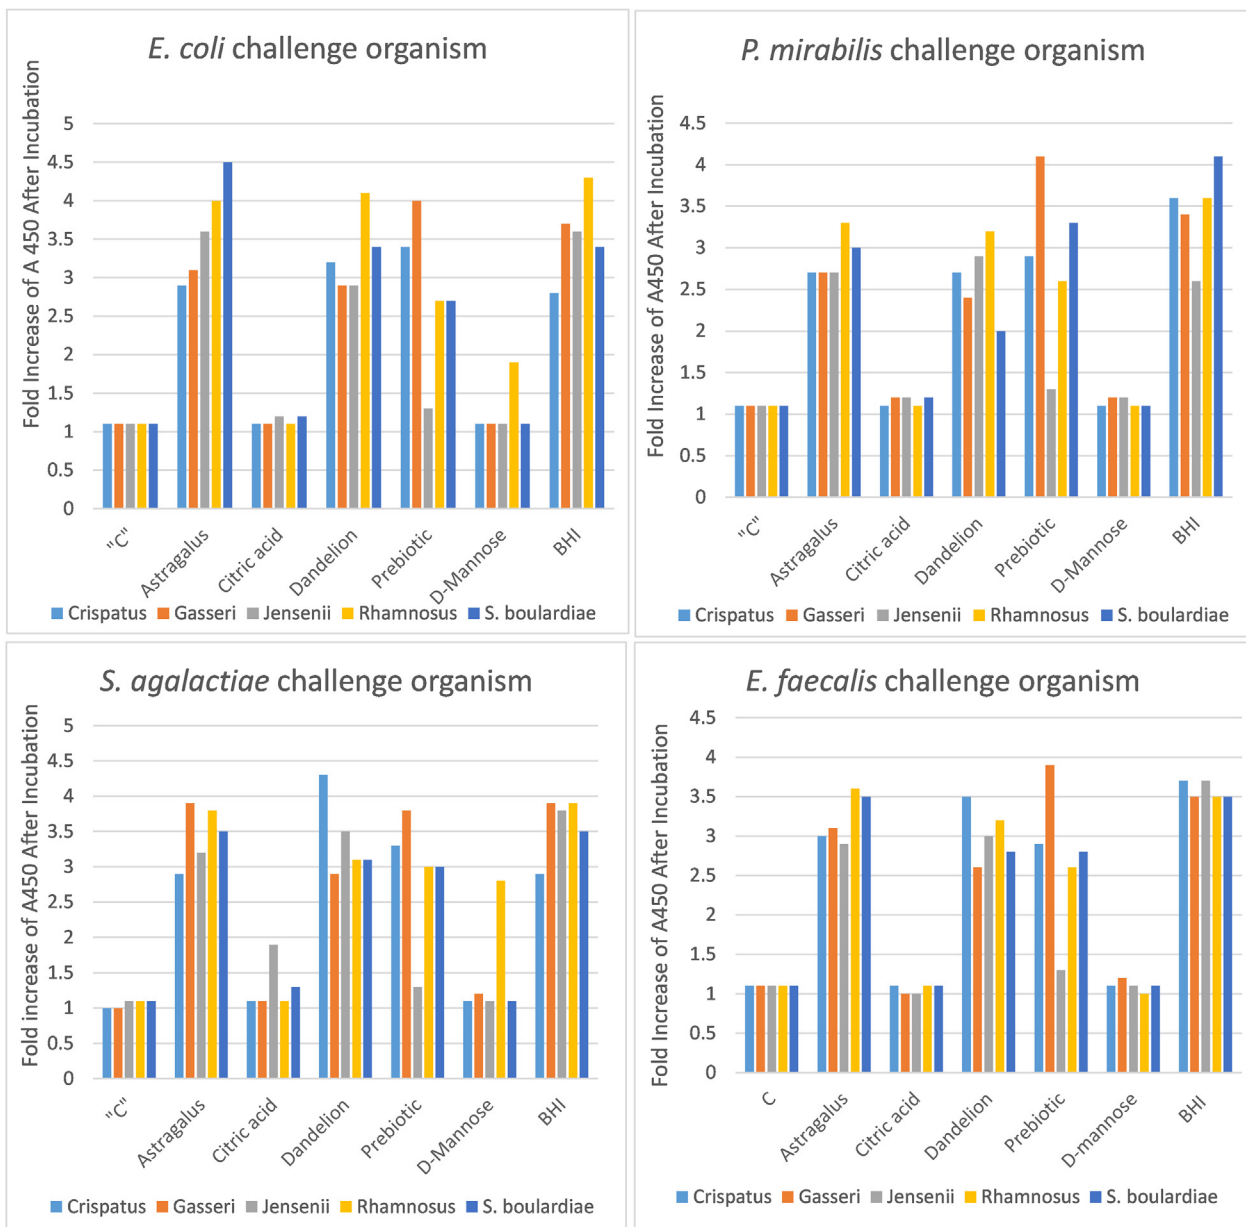 E. coli challenge organism
Fold Increase of A 450 After Incubation
5
4.5
4
3.5
3
2.5
2
1.5
1
0.5
0
"C"
Astragalus
Citric acid
Dandelion
Prebiotic
D-Mannose
BHI
Crispatus Gasseri Jensenii Rhamnosus S. boulardiae
P. mirabilis challenge organism
Fold Increase of A450 After Incubation
4.5
4
3.5
3
2.5
2
1.5
1
0.5
0
"C"
Astragalus
Citric acid
Dandelion
Prebiotic
D-Mannose
BHI
Crispatus Gasseri Jensenii Rhamnosus S. boulardiae
S. agalactiae challenge organism
Fold increase of A450 After Incubation
5
4.5
4
3.5
3
2.5
2
1.5
1
0.5
0
"C"
Astragalus
Citric acid
Dandelion
Prebiotic
D-Mannose
BHI
Crispatus Gasseri Jensenii Rhamnosus S. boulardiae
E. faecalis challenge organism
Fold Increase of A450 After Incubation
4.5
4
3.5
3
2.5
2
1.5
1
0.5
0
C
Astragalus
Citric acid
Dandelion
Prebiotic
D-mannose
BHI
Crispatus Gasseri Jensenii Rhamnosus S. boulardiae